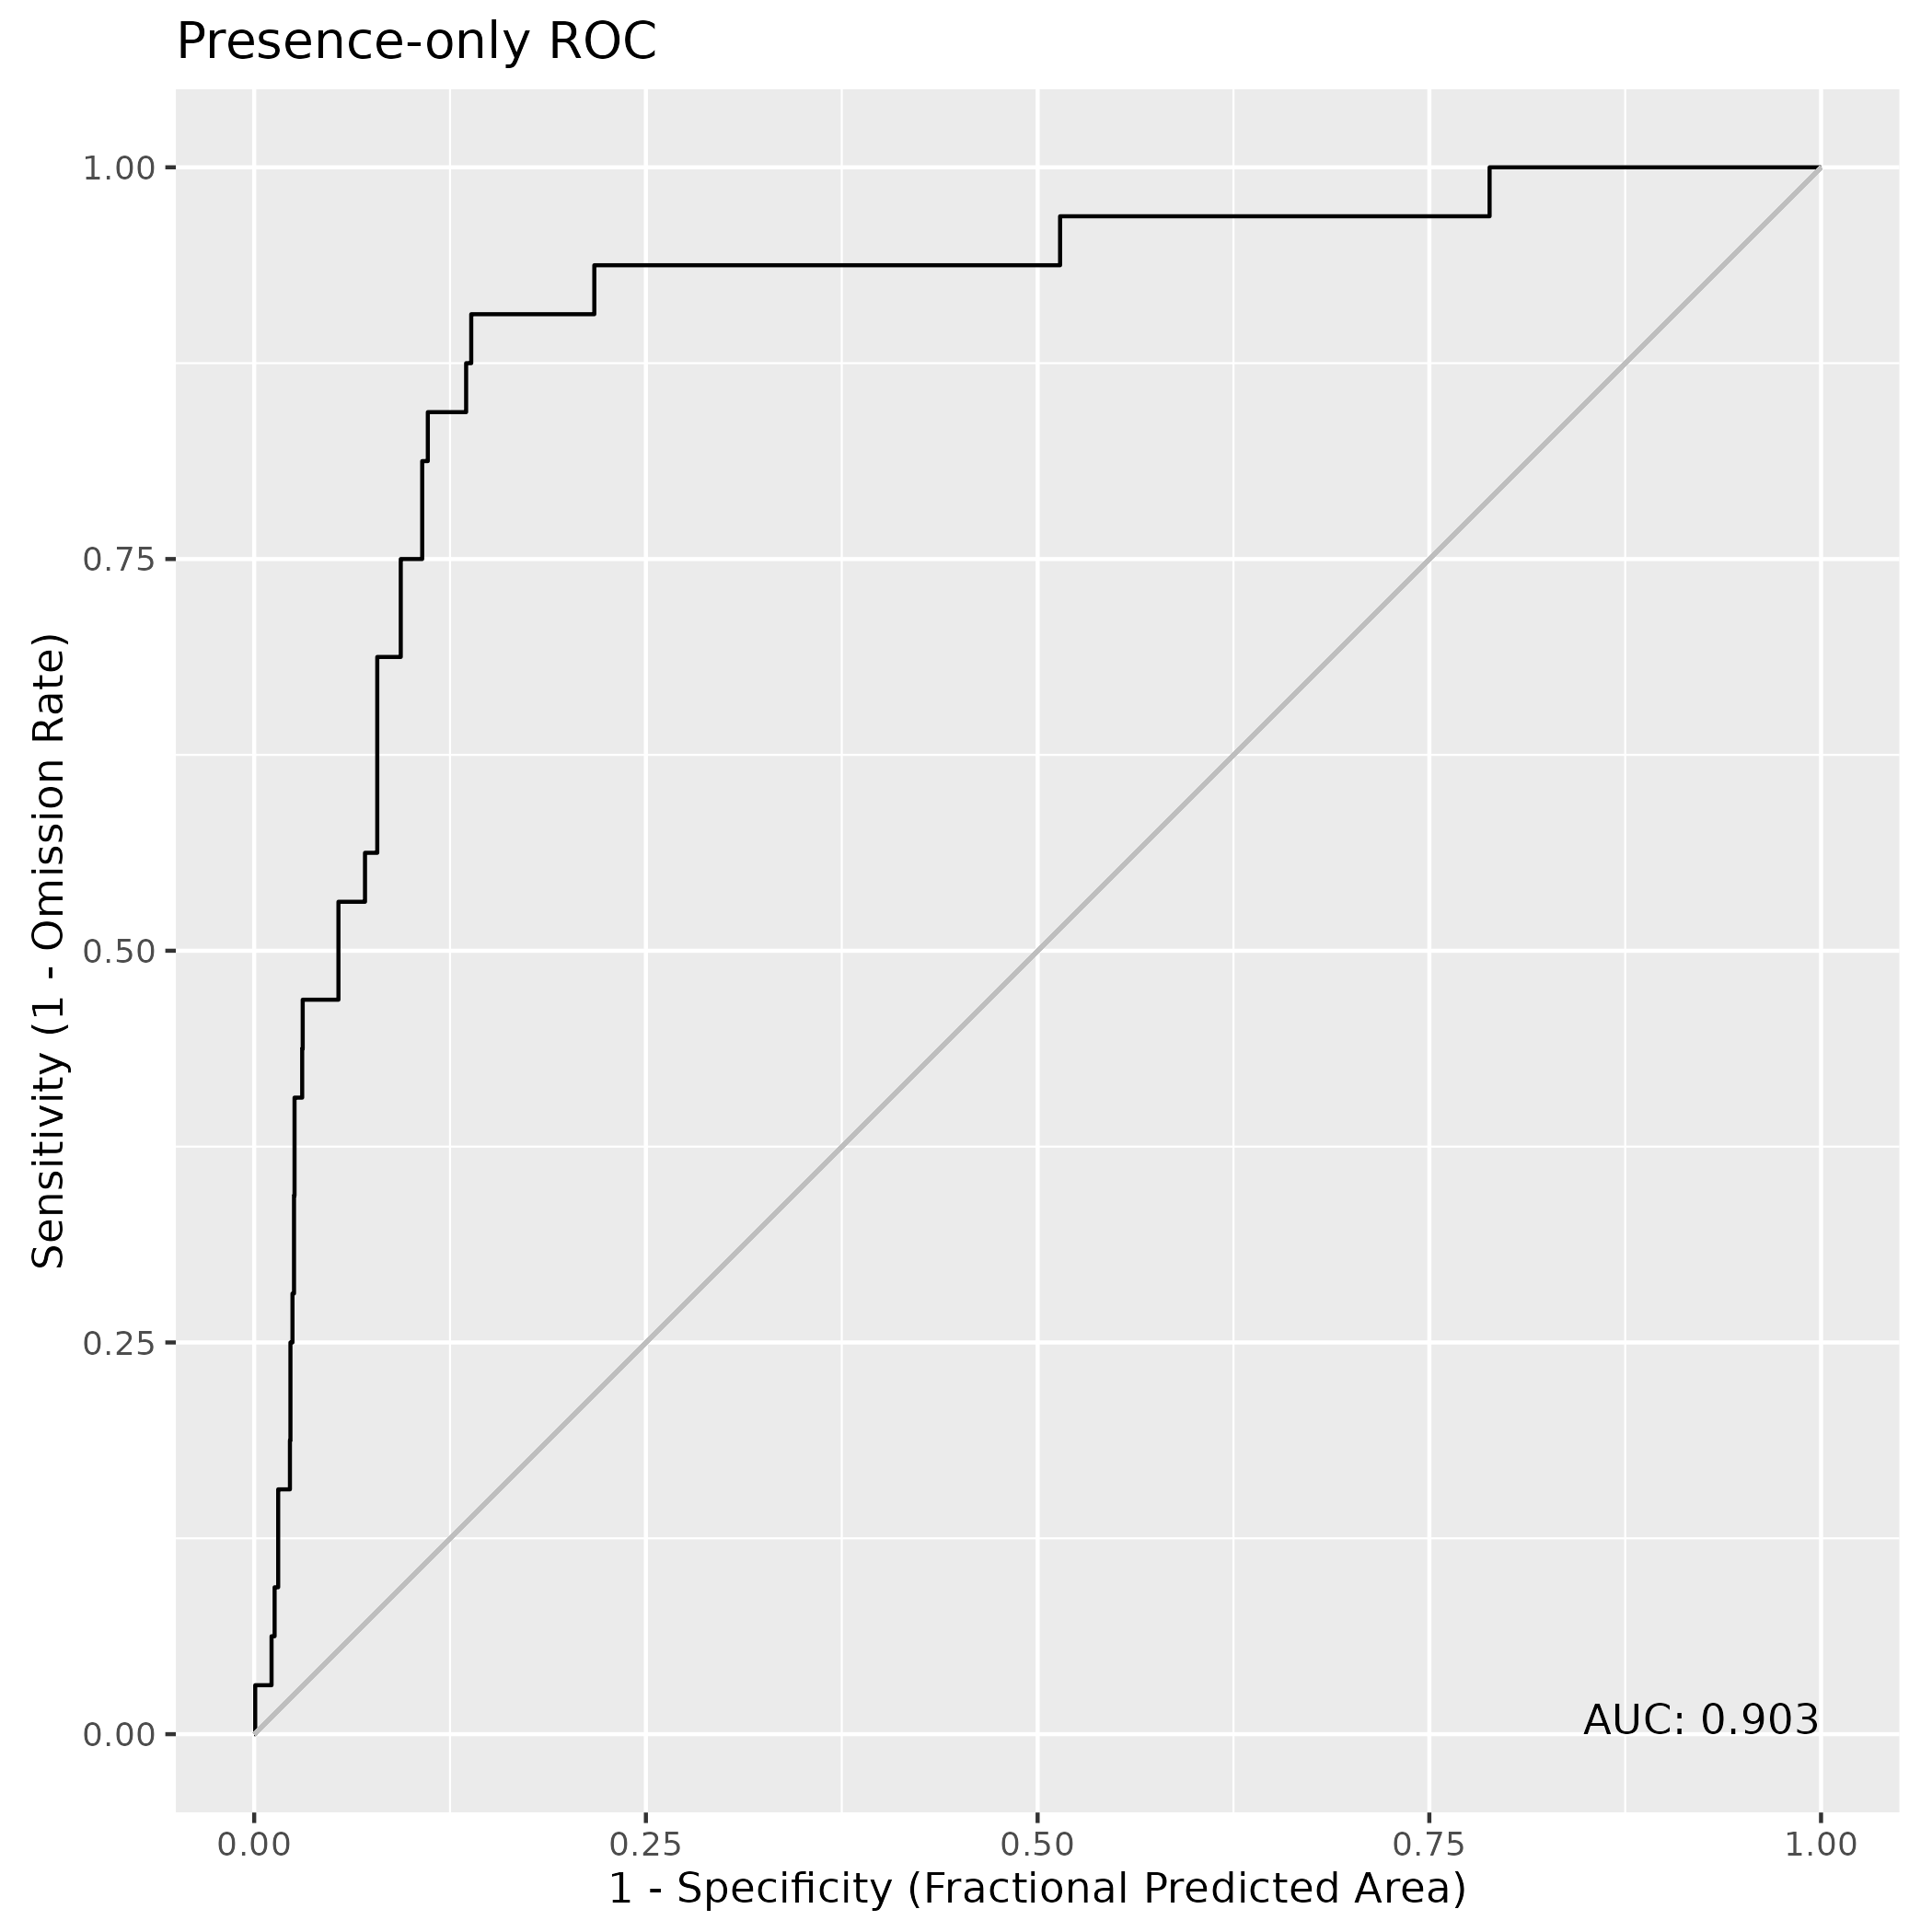 Presence-only ROC
1.00
0.75
0.50
0.25
0.00
Sensitivity (1 - Omission Rate)
AUC: 0.903
0.00
0.25
0.50
0.75
1.00
1 - Specificity (Fractional Predicted Area)